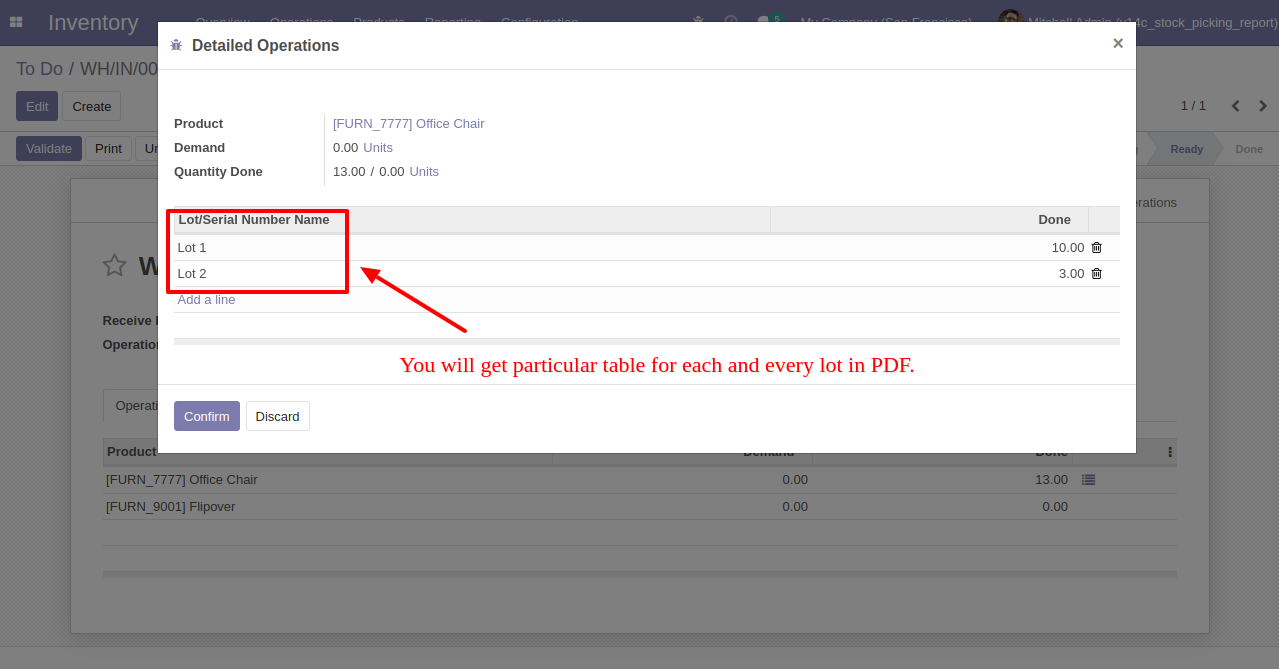 Inventory
Overview Operations Products Reporting Configuration 5 My Company (San Francisco) Mitchell Admin (v14c_stock_picking_report)
To Do / WH/IN/00
Edit Create
1 / 1
Validate Print
Ready Done
Detailed Operations ×
Product [FURN_7777] Office Chair
Demand 0.00 Units
Quantity Done 13.00 / 0.00 Units
Lot/Serial Number Name Done
Lot 1 10.00
Lot 2 3.00
Add a line
You will get particular table for each and every lot in PDF.
Confirm Discard
Receive
Product Demand Done
[FURN_7777] Office Chair 0.00 13.00
[FURN_9001] Flipover 0.00 0.00